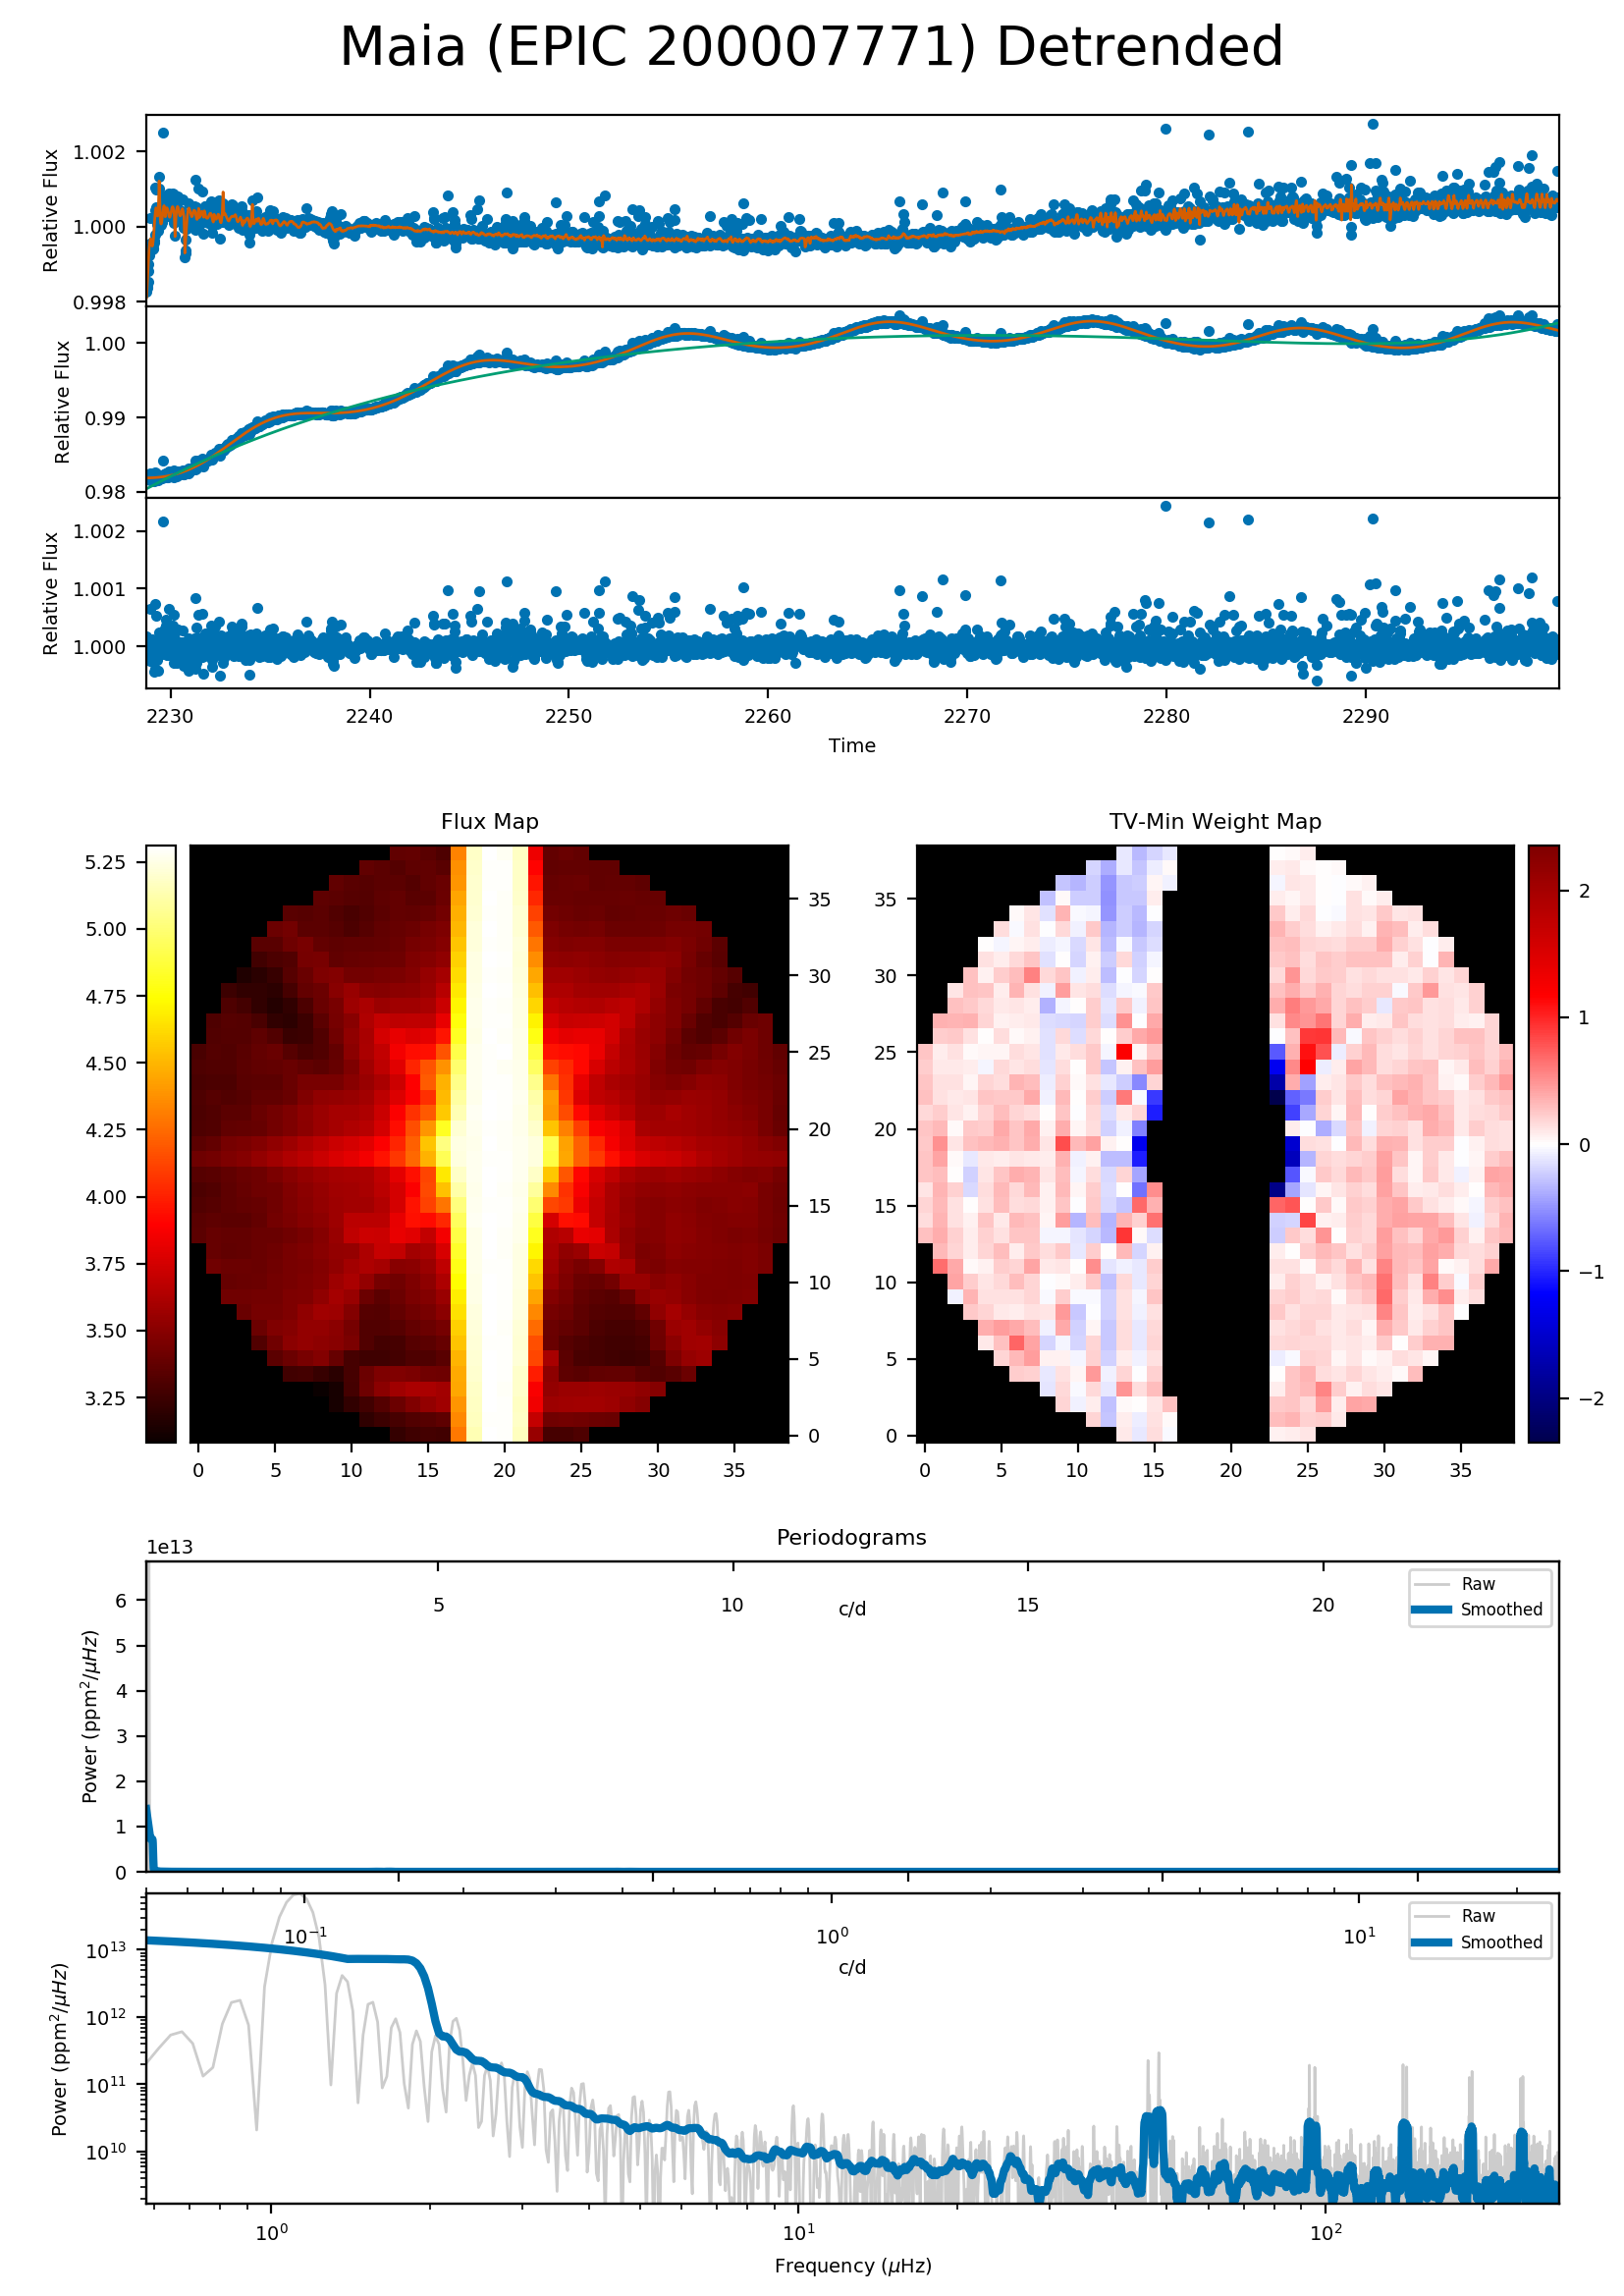 Maia (EPIC 200007771) Detrended
Relative Flux
1.002
1.000
0.998
Relative Flux
1.00
0.99
0.98
Relative Flux
1.002
1.001
1.000
2230 2240 2250 2260 2270 2280 2290
Time
Flux Map
5.25
5.00
4.75
4.50
4.25
4.00
3.75
3.50
3.25
35
30
25
20
15
10
5
0
0 5 10 15 20 25 30 35
TV-Min Weight Map
35
30
25
20
15
10
5
0
0 5 10 15 20 25 30 35
2
1
0
−1
−2
Periodograms
1e13
Power (ppm²/μHz)
6
5
4
3
2
1
0
5 10 15 20
c/d
Raw
Smoothed
Power (ppm²/μHz)
10¹³
10¹²
10¹¹
10¹⁰
10⁻¹ 10⁰ 10¹
c/d
Raw
Smoothed
10⁰ 10¹ 10²
Frequency (μHz)